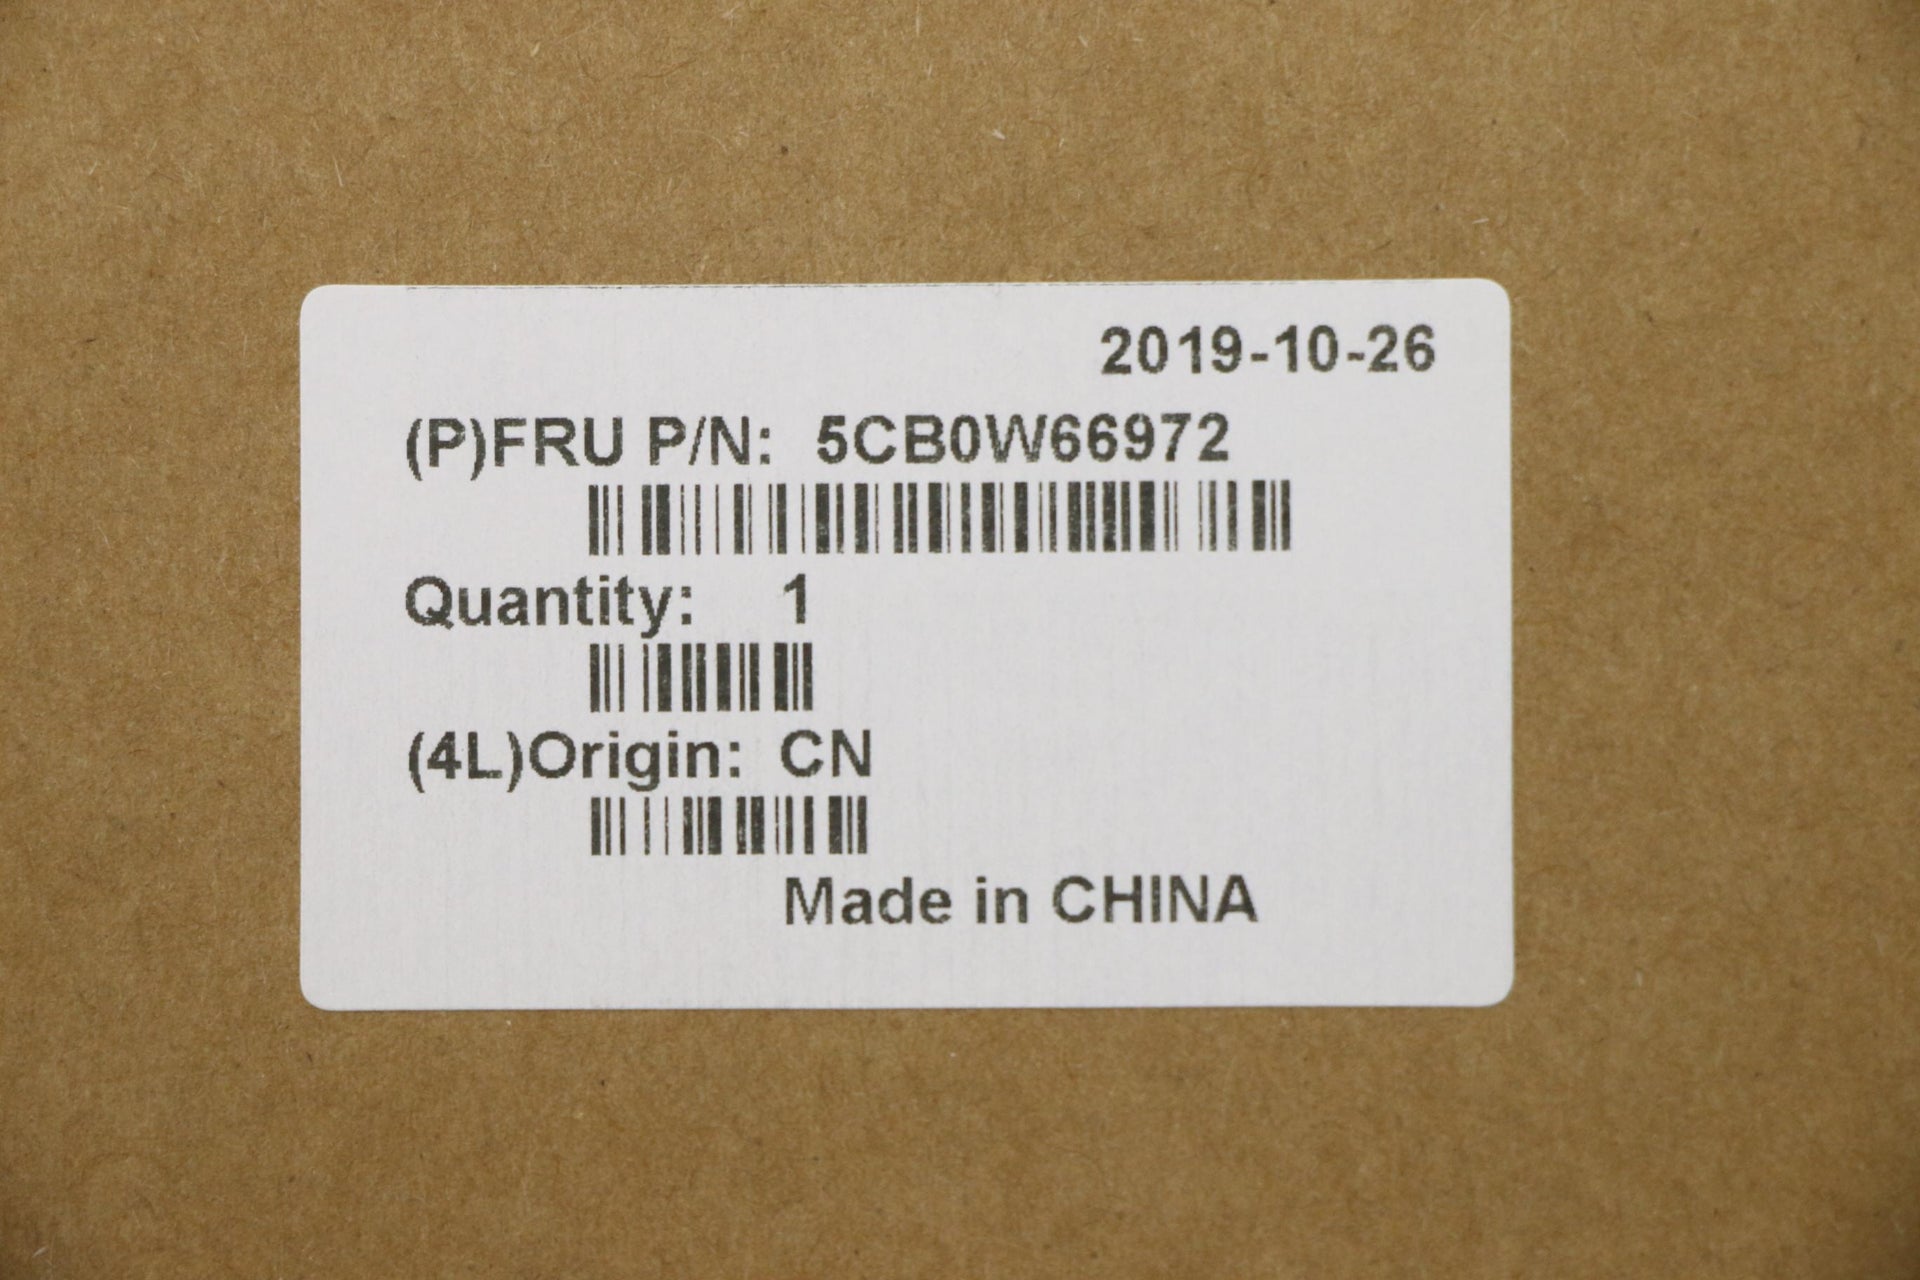 2019-10-26
(P)FRU P/N: 5CB0W66972
Quantity: 1
(4L)Origin: CN
Made in CHINA